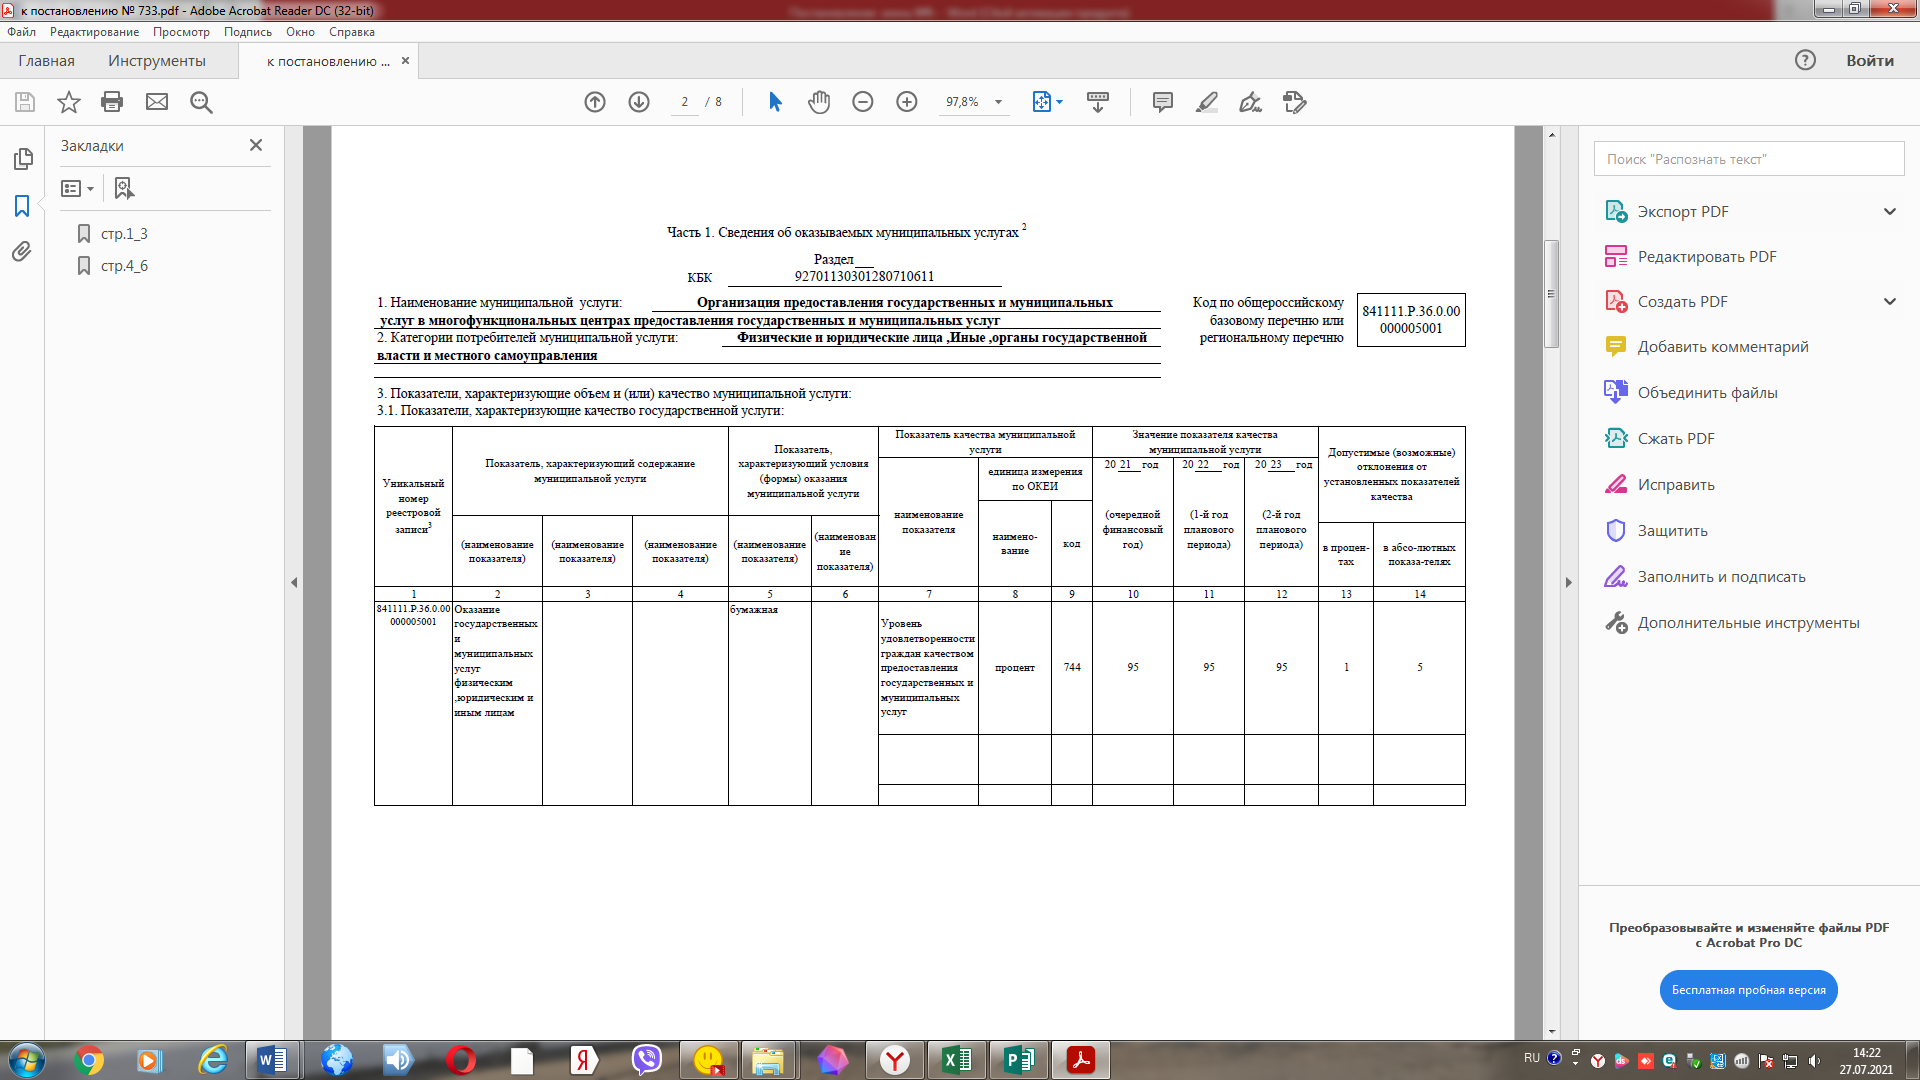 к постановлению № 733.pdf - Adobe Acrobat Reader DC (32-bit)
Файл Редактирование Просмотр Подпись Окно Справка
Главная Инструменты к постановлению ... Войти
2 / 8 97,8%
Закладки
стр.1_3
стр.4_6
Часть 1. Сведения об оказываемых муниципальных услугах 2
Раздел___
КБК 92701130301280710611
1. Наименование муниципальной услуги: Организация предоставления государственных и муниципальных
услуг в многофункциональных центрах предоставления государственных и муниципальных услуг
2. Категории потребителей муниципальной услуги: Физические и юридические лица ,Иные ,органы государственной
власти и местного самоуправления
Код по общероссийскому
базовому перечню или
региональному перечню
841111.Р.36.0.00
000005001
3. Показатели, характеризующие объем и (или) качество муниципальной услуги:
3.1. Показатели, характеризующие качество государственной услуги:
Уникальный
номер
реестровой
записи3
Показатель, характеризующий содержание
муниципальной услуги
Показатель,
характеризующий условия
(формы) оказания
муниципальной услуги
Показатель качества муниципальной
услуги
Значение показателя качества
муниципальной услуги
Допустимые (возможные)
отклонения от
установленных показателей
качества
наименование
показателя
единица измерения
по ОКЕИ
20 21 год
(очередной
финансовый
год)
20 22 год
(1-й год
планового
периода)
20 23 год
(2-й год
планового
периода)
(наименование
показателя)
(наименование
показателя)
(наименование
показателя)
(наименование
показателя)
(наименован
ие
показателя)
наимено-
вание
код
в процен-
тах
в абсо-лютных
показа-телях
1 2 3 4 5 6 7 8 9 10 11 12 13 14
841111.Р.36.0.00
000005001
Оказание
государственных
и
муниципальных
услуг
физическим
,юридическим и
иным лицам
бумажная
Уровень
удовлетворенности
граждан качеством
предоставления
государственных и
муниципальных
услуг
процент 744 95 95 95 1 5
Поиск "Распознать текст"
Экспорт PDF
Редактировать PDF
Создать PDF
Добавить комментарий
Объединить файлы
Сжать PDF
Исправить
Защитить
Заполнить и подписать
Дополнительные инструменты
Преобразовывайте и изменяйте файлы PDF
с Acrobat Pro DC
Бесплатная пробная версия
RU
14:22
27.07.2021